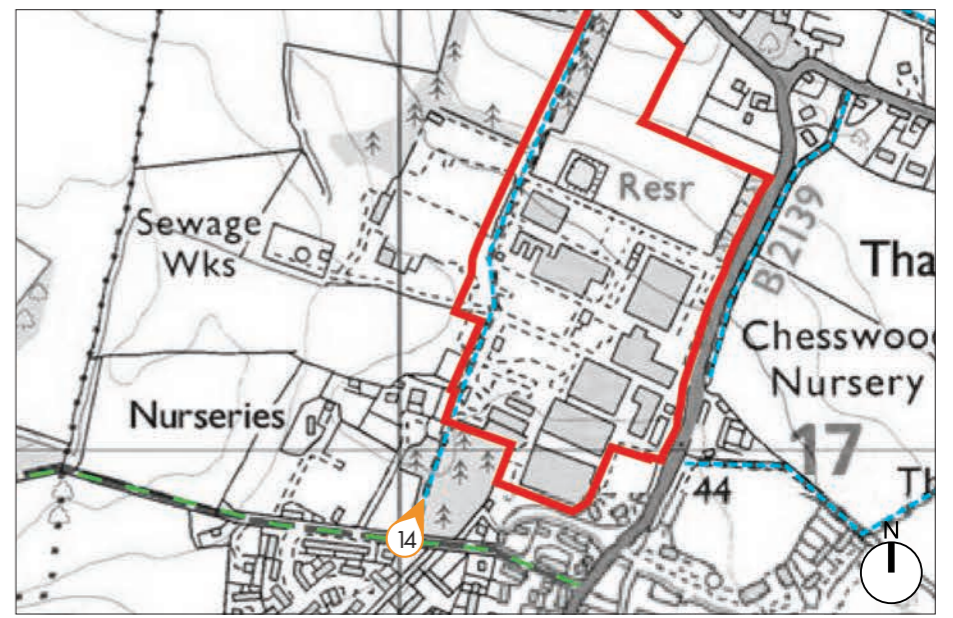 Resr
Sewage
Wks
B2139
Tha
Chesswoo
Nursery
Nurseries
17
44
Th
N
14